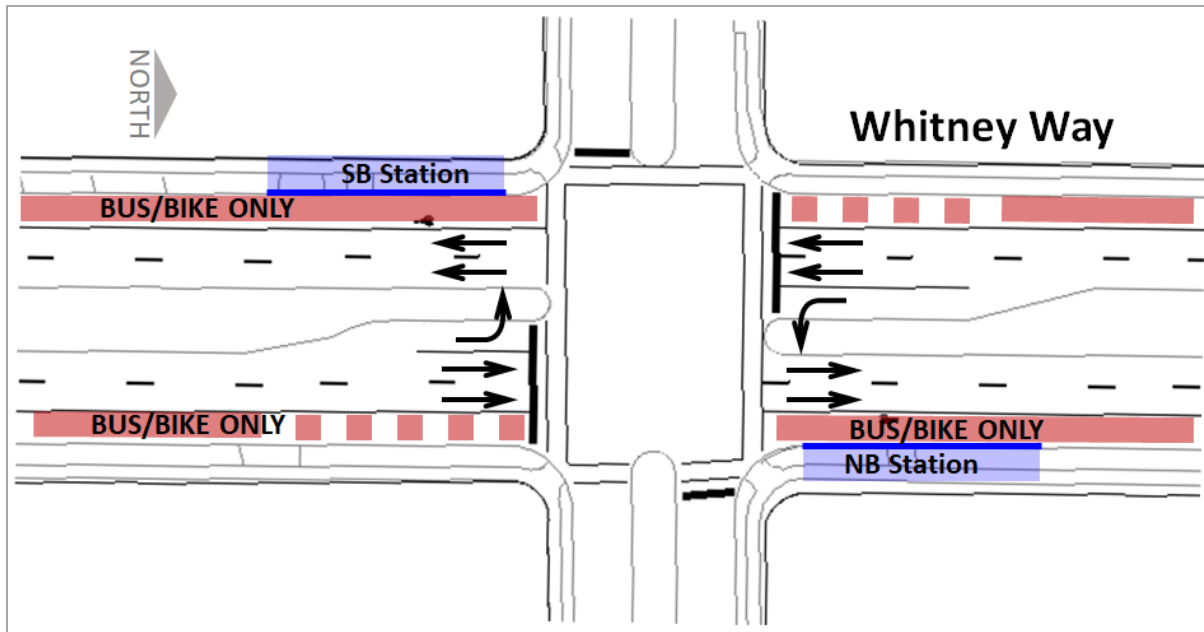 NORTH
Whitney Way
SB Station
BUS/BIKE ONLY
BUS/BIKE ONLY
BUS/BIKE ONLY
NB Station